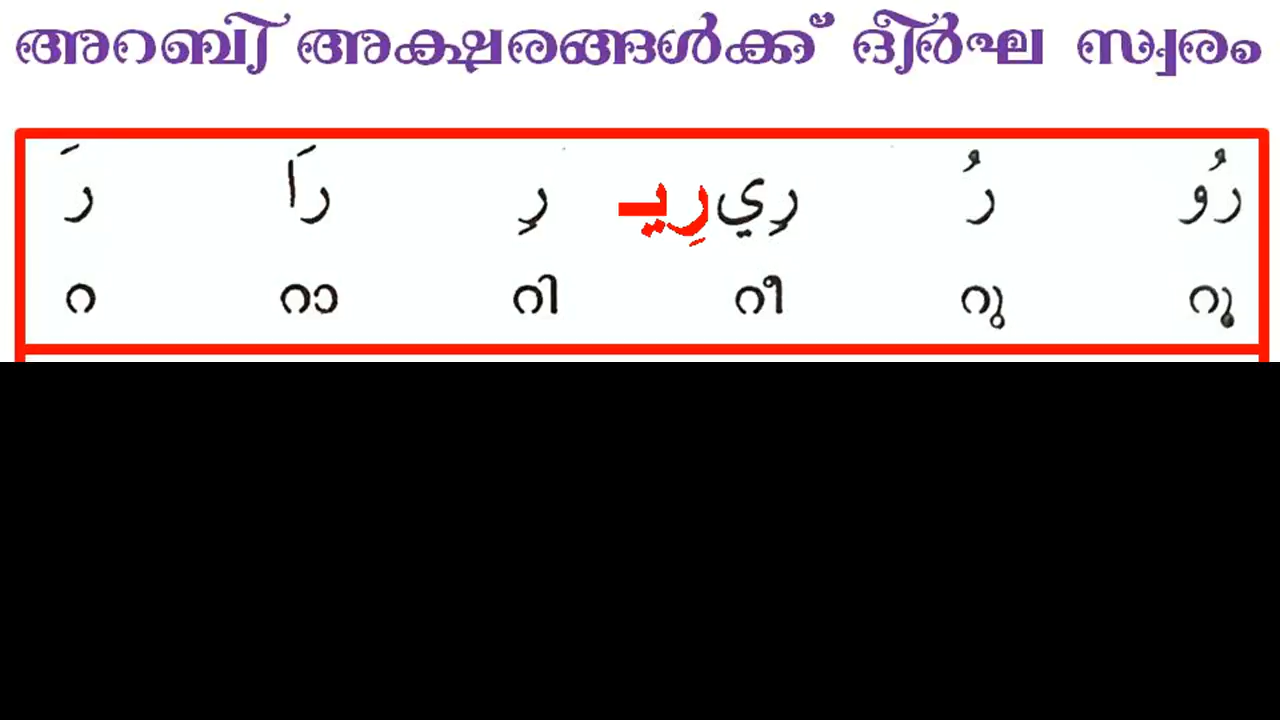 അറബി അക്ഷരങ്ങൾക്ക് ദീർഘ സ്വരം
رَ رَا رِ رِيـ رِي رُ رُو
റ റാ റി റീ റു റൂ